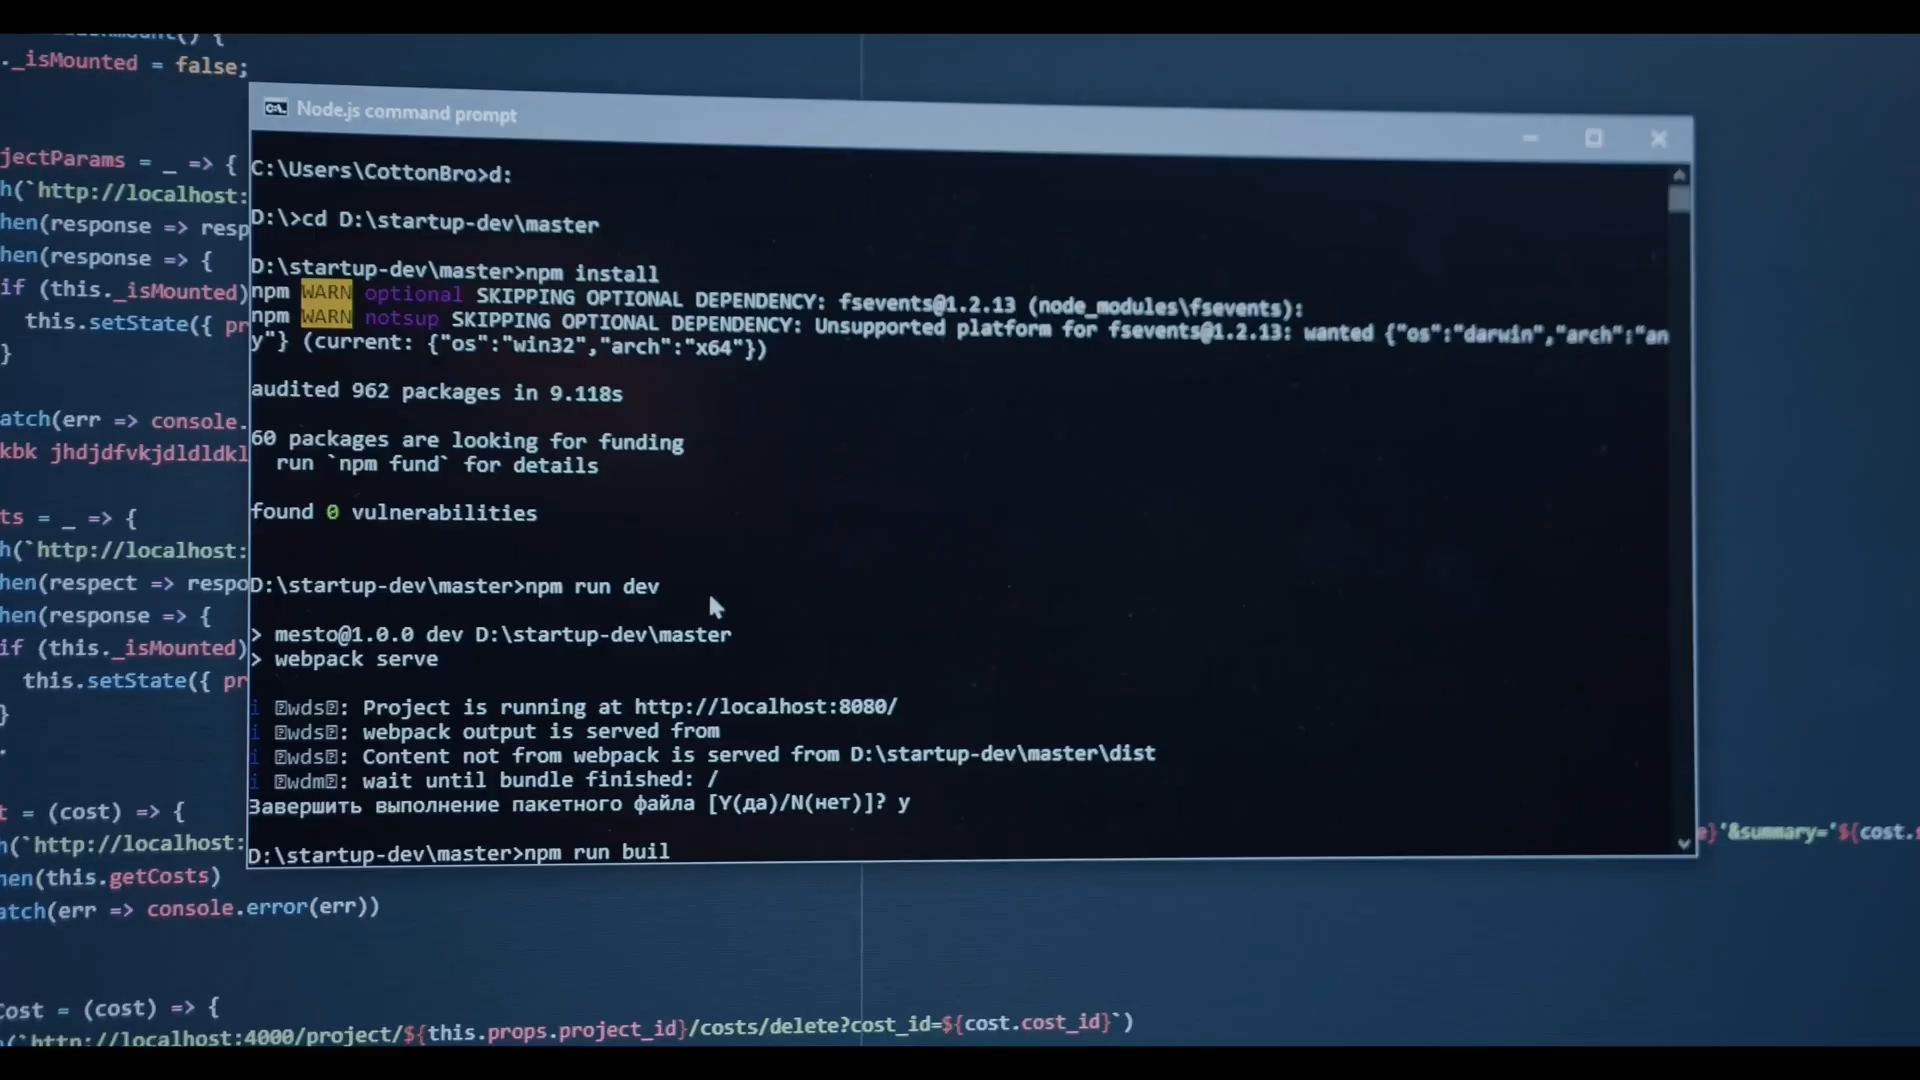 ._isMounted = false;
Node.js command prompt
C:\Users\CottonBro>d:
D:\>cd D:\startup-dev\master
D:\startup-dev\master>npm install
npm WARN optional SKIPPING OPTIONAL DEPENDENCY: fsevents@1.2.13 (node_modules\fsevents):
npm WARN notsup SKIPPING OPTIONAL DEPENDENCY: Unsupported platform for fsevents@1.2.13: wanted {"os":"darwin","arch":"an
y"} (current: {"os":"win32","arch":"x64"})
audited 962 packages in 9.118s
60 packages are looking for funding
run `npm fund` for details
found 0 vulnerabilities
D:\startup-dev\master>npm run dev
> mesto@1.0.0 dev D:\startup-dev\master
> webpack serve
i 「wds」: Project is running at http://localhost:8080/
i 「wds」: webpack output is served from
i 「wds」: Content not from webpack is served from D:\startup-dev\master\dist
i 「wdm」: wait until bundle finished: /
Завершить выполнение пакетного файла [Y(да)/N(нет)]? y
D:\startup-dev\master>npm run buil
jectParams = _ => {
h(`http://localhost:
hen(response => resp
hen(response => {
if (this._isMounted)
this.setState({ pr
}
atch(err => console.
kbk jhdjdfvkjdldldkl
ts = _ => {
h(`http://localhost:
hen(respect => respo
hen(response => {
if (this._isMounted)
this.setState({ pr
}
t = (cost) => {
h(`http://localhost:
}'&summary='${cost.
hen(this.getCosts)
atch(err => console.error(err))
Cost = (cost) => {
(`http://localhost:4000/project/${this.props.project_id}/costs/delete?cost_id=${cost.cost_id}`)